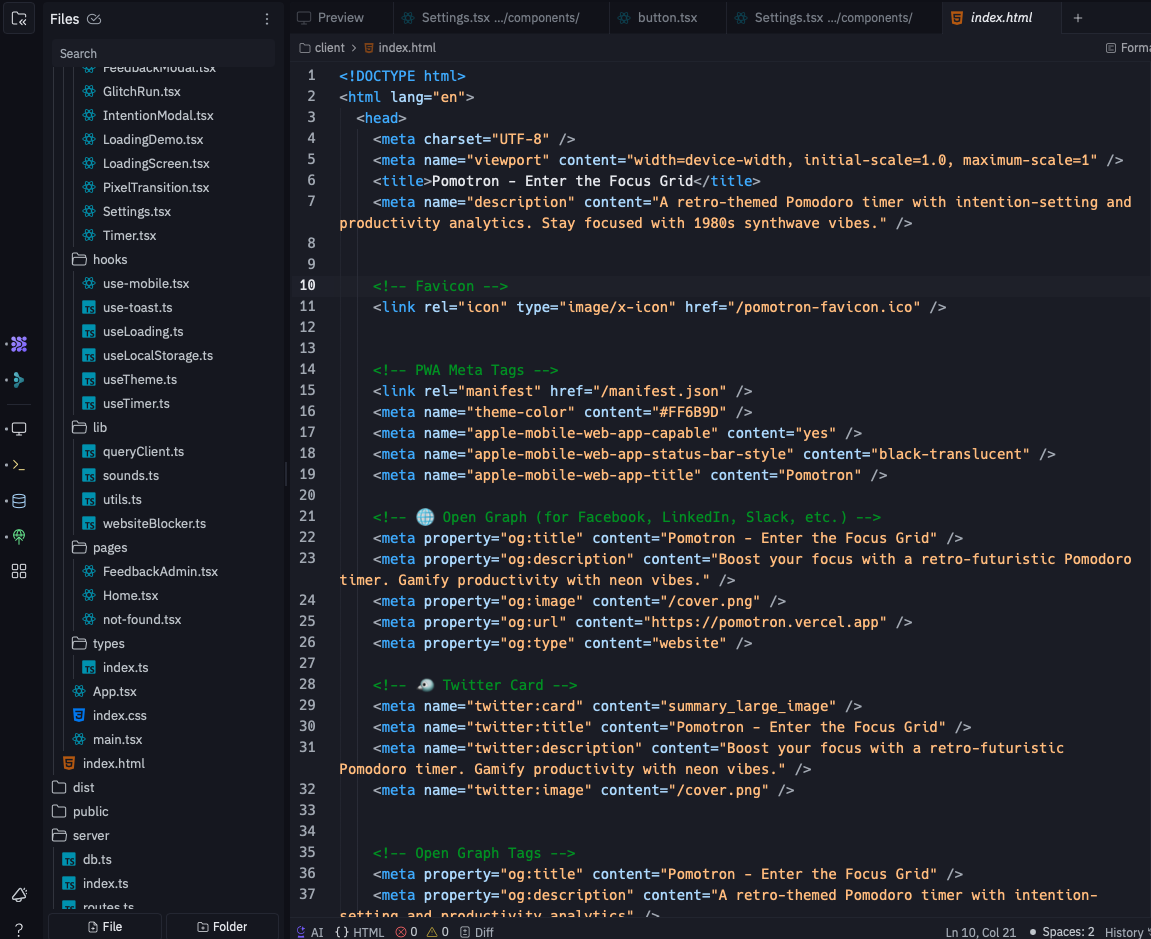 Files
Search
FeedbackModal.tsx
GlitchRun.tsx
IntentionModal.tsx
LoadingDemo.tsx
LoadingScreen.tsx
PixelTransition.tsx
Settings.tsx
Timer.tsx
hooks
use-mobile.tsx
use-toast.ts
useLoading.ts
useLocalStorage.ts
useTheme.ts
useTimer.ts
lib
queryClient.ts
sounds.ts
utils.ts
websiteBlocker.ts
pages
FeedbackAdmin.tsx
Home.tsx
not-found.tsx
types
index.ts
App.tsx
index.css
main.tsx
index.html
dist
public
server
db.ts
index.ts
routes.ts
File Folder
Preview Settings.tsx .../components/ button.tsx Settings.tsx .../components/ index.html +
client > index.html Forma
1 <!DOCTYPE html>
2 <html lang="en">
3 <head>
4 <meta charset="UTF-8" />
5 <meta name="viewport" content="width=device-width, initial-scale=1.0, maximum-scale=1" />
6 <title>Pomotron - Enter the Focus Grid</title>
7 <meta name="description" content="A retro-themed Pomodoro timer with intention-setting and
productivity analytics. Stay focused with 1980s synthwave vibes." />
8
9
10 <!-- Favicon -->
11 <link rel="icon" type="image/x-icon" href="/pomotron-favicon.ico" />
12
13
14 <!-- PWA Meta Tags -->
15 <link rel="manifest" href="/manifest.json" />
16 <meta name="theme-color" content="#FF6B9D" />
17 <meta name="apple-mobile-web-app-capable" content="yes" />
18 <meta name="apple-mobile-web-app-status-bar-style" content="black-translucent" />
19 <meta name="apple-mobile-web-app-title" content="Pomotron" />
20
21 <!-- 🌐 Open Graph (for Facebook, LinkedIn, Slack, etc.) -->
22 <meta property="og:title" content="Pomotron - Enter the Focus Grid" />
23 <meta property="og:description" content="Boost your focus with a retro-futuristic Pomodoro
timer. Gamify productivity with neon vibes." />
24 <meta property="og:image" content="/cover.png" />
25 <meta property="og:url" content="https://pomotron.vercel.app" />
26 <meta property="og:type" content="website" />
27
28 <!-- 🐦 Twitter Card -->
29 <meta name="twitter:card" content="summary_large_image" />
30 <meta name="twitter:title" content="Pomotron - Enter the Focus Grid" />
31 <meta name="twitter:description" content="Boost your focus with a retro-futuristic
Pomodoro timer. Gamify productivity with neon vibes." />
32 <meta name="twitter:image" content="/cover.png" />
33
34
35 <!-- Open Graph Tags -->
36 <meta property="og:title" content="Pomotron - Enter the Focus Grid" />
37 <meta property="og:description" content="A retro-themed Pomodoro timer with intention-
setting and productivity analytics" />
AI {} HTML 0 0 Diff Ln 10, Col 21 Spaces: 2 History